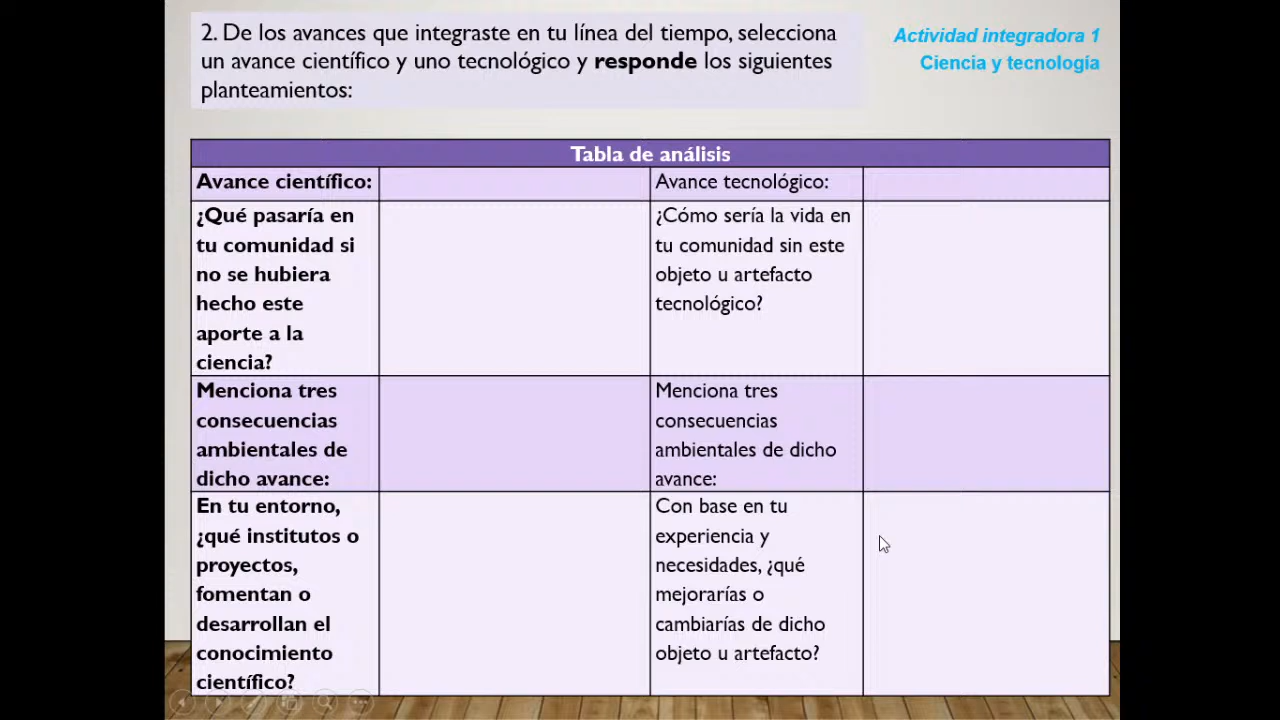 2. De los avances que integraste en tu línea del tiempo, selecciona
un avance científico y uno tecnológico y responde los siguientes
planteamientos:
Actividad integradora 1
Ciencia y tecnología
Tabla de análisis
Avance científico:
Avance tecnológico:
¿Qué pasaría en
tu comunidad si
no se hubiera
hecho este
aporte a la
ciencia?
¿Cómo sería la vida en
tu comunidad sin este
objeto u artefacto
tecnológico?
Menciona tres
consecuencias
ambientales de
dicho avance:
Menciona tres
consecuencias
ambientales de dicho
avance:
En tu entorno,
¿qué institutos o
proyectos,
fomentan o
desarrollan el
conocimiento
científico?
Con base en tu
experiencia y
necesidades, ¿qué
mejorarías o
cambiarías de dicho
objeto u artefacto?